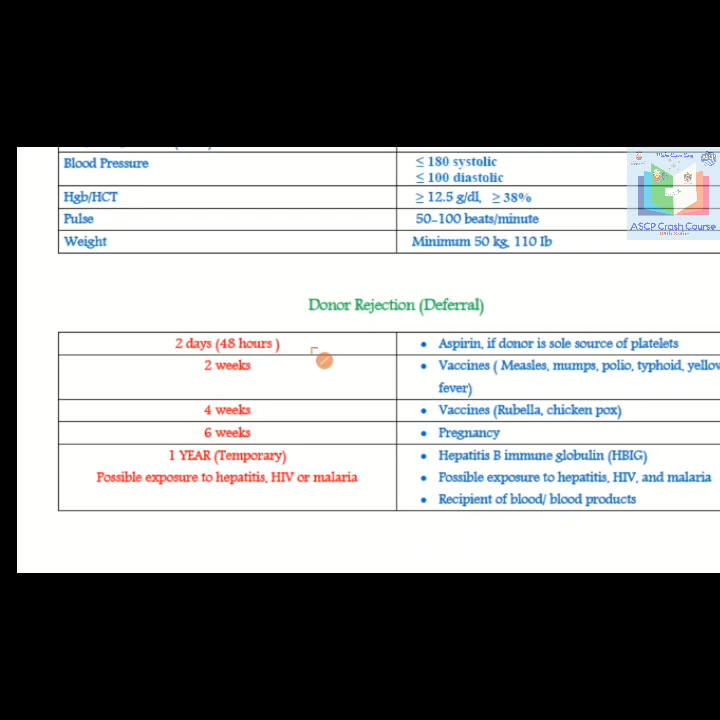 Blood Pressure
≤ 180 systolic
≤ 100 diastolic
Hgb/HCT
≥ 12.5 g/dl, ≥ 38%
Pulse
50-100 beats/minute
Weight
Minimum 50 kg, 110 Ib
ASCP Crash Course
Donor Rejection (Deferral)
2 days (48 hours )
• Aspirin, if donor is sole source of platelets
2 weeks
• Vaccines ( Measles, mumps, polio, typhoid, yellow
fever)
4 weeks
• Vaccines (Rubella, chicken pox)
6 weeks
• Pregnancy
1 YEAR (Temporary)
Possible exposure to hepatitis, HIV or malaria
• Hepatitis B immune globulin (HBIG)
• Possible exposure to hepatitis, HIV, and malaria
• Recipient of blood/ blood products